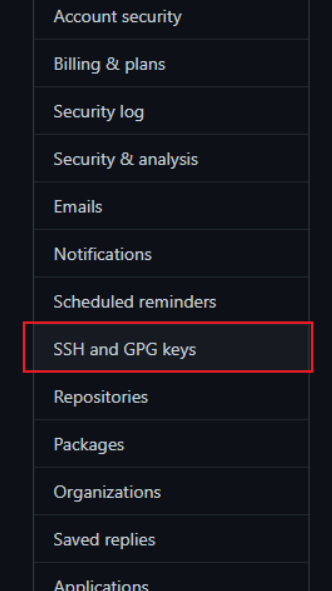 Account security
Billing & plans
Security log
Security & analysis
Emails
Notifications
Scheduled reminders
SSH and GPG keys
Repositories
Packages
Organizations
Saved replies
Applications